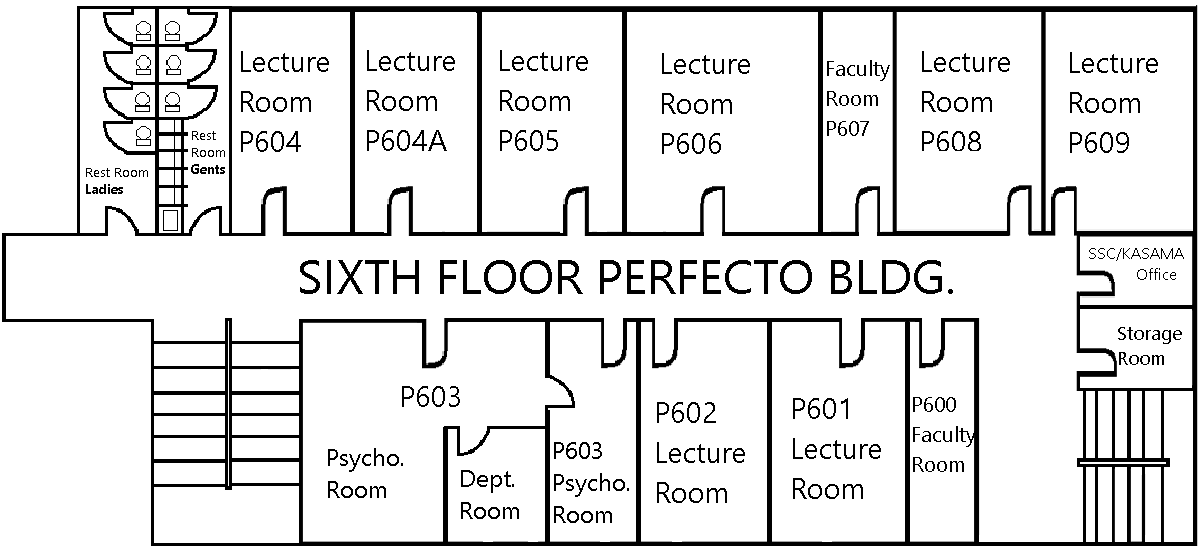 Lecture
Room
P604
Lecture
Room
P604A
Lecture
Room
P605
Lecture
Room
P606
Faculty
Room
P607
Lecture
Room
P608
Lecture
Room
P609
Rest Room
Ladies
Rest
Room
Gents
SIXTH FLOOR PERFECTO BLDG.
SSC/KASAMA
Office
Storage
Room
P603
Psycho.
Room
Dept.
Room
P603
Psycho.
Room
P602
Lecture
Room
P601
Lecture
Room
P600
Faculty
Room